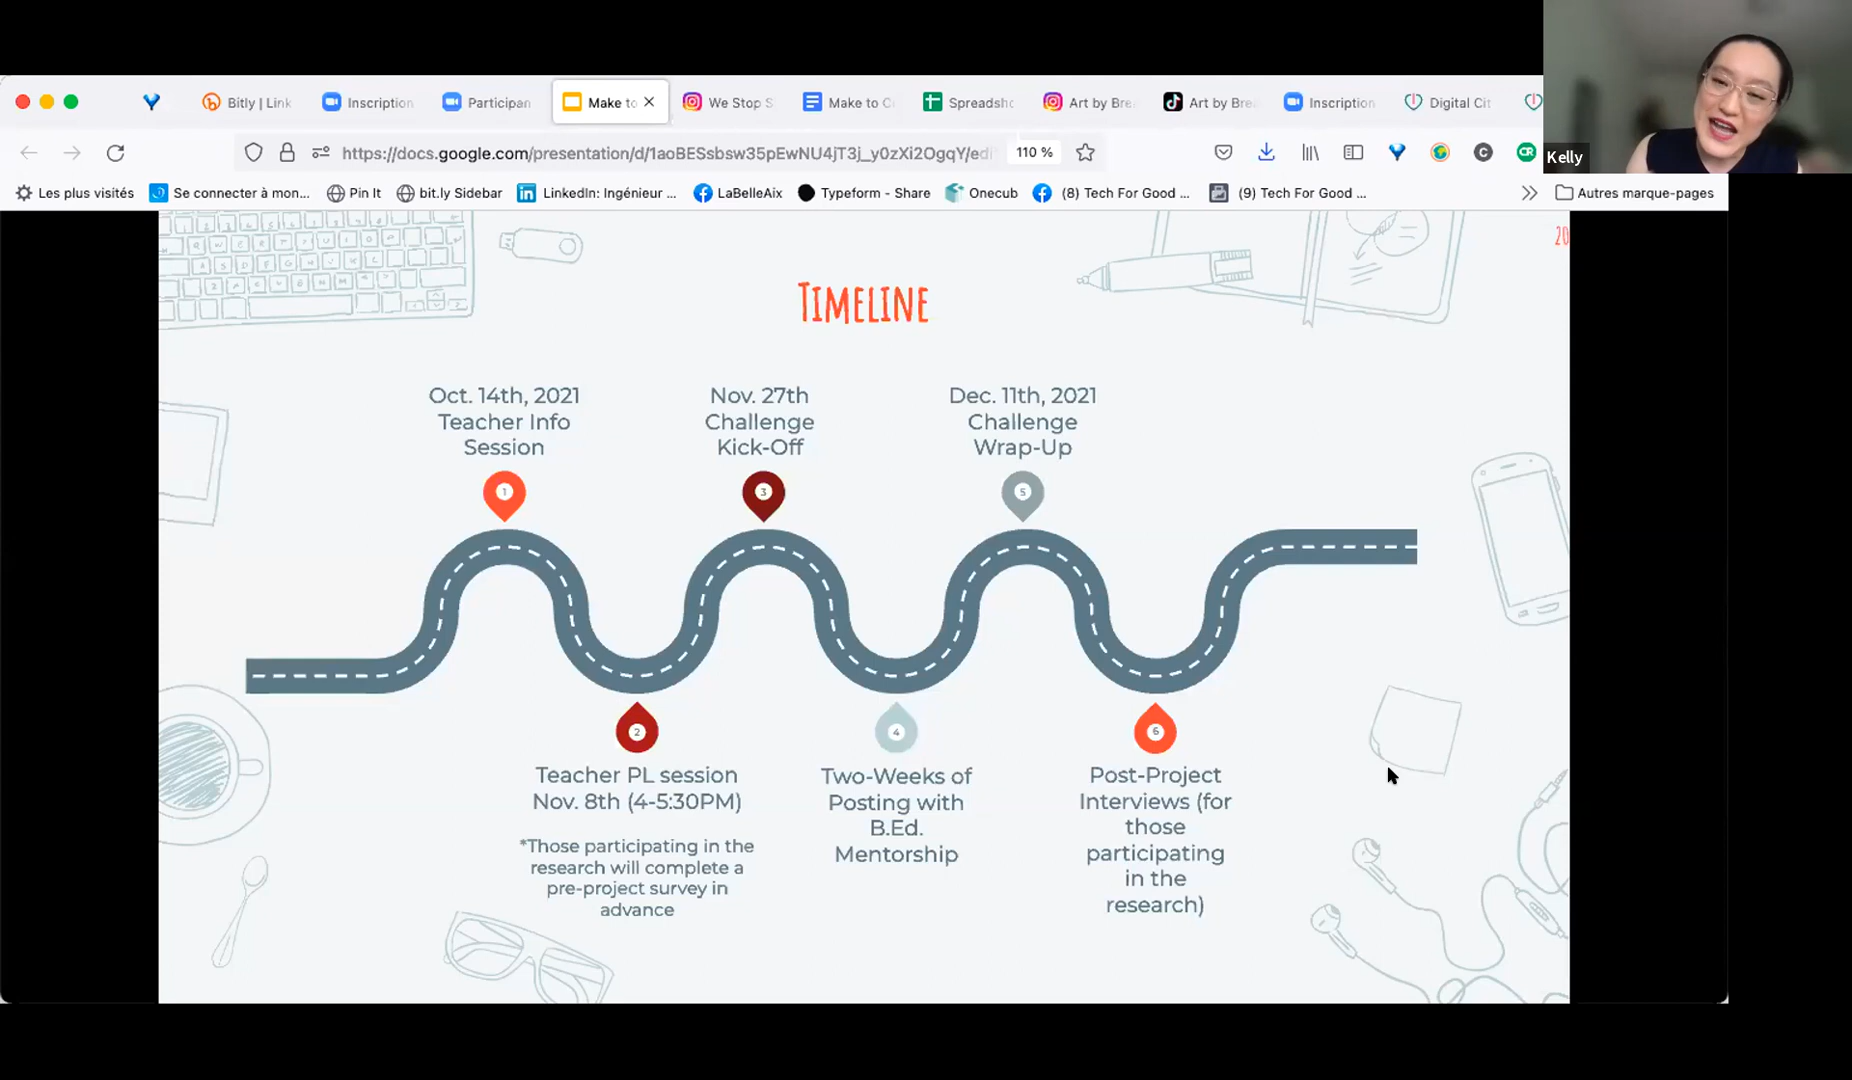 Bitly | Link
Inscription
Participan
Make to
We Stop S
Make to C
Spreadsho
Art by Bre
Art by Bre
Inscription
Digital Cit
https://docs.google.com/presentation/d/1aoBESsbsw35pEwNU4jT3j_y0zXi2OgqY/edi
110 %
C
CR
Kelly
Les plus visités
Se connecter à mon...
Pin It
bit.ly Sidebar
LinkedIn: Ingénieur ...
LaBelleAix
Typeform - Share
Onecub
(8) Tech For Good ...
(9) Tech For Good ...
Autres marque-pages
20
Timeline
Oct. 14th, 2021
Teacher Info
Session
Nov. 27th
Challenge
Kick-Off
Dec. 11th, 2021
Challenge
Wrap-Up
1
3
5
2
4
6
Teacher PL session
Nov. 8th (4-5:30PM)
*Those participating in the
research will complete a
pre-project survey in
advance
Two-Weeks of
Posting with
B.Ed.
Mentorship
Post-Project
Interviews (for
those
participating
in the
research)